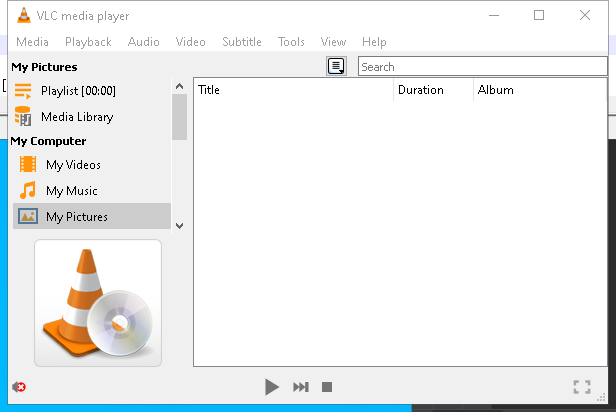 VLC media player
Media Playback Audio Video Subtitle Tools View Help
My Pictures
Search
Playlist [00:00]
Media Library
My Computer
My Videos
My Music
My Pictures
Title Duration Album